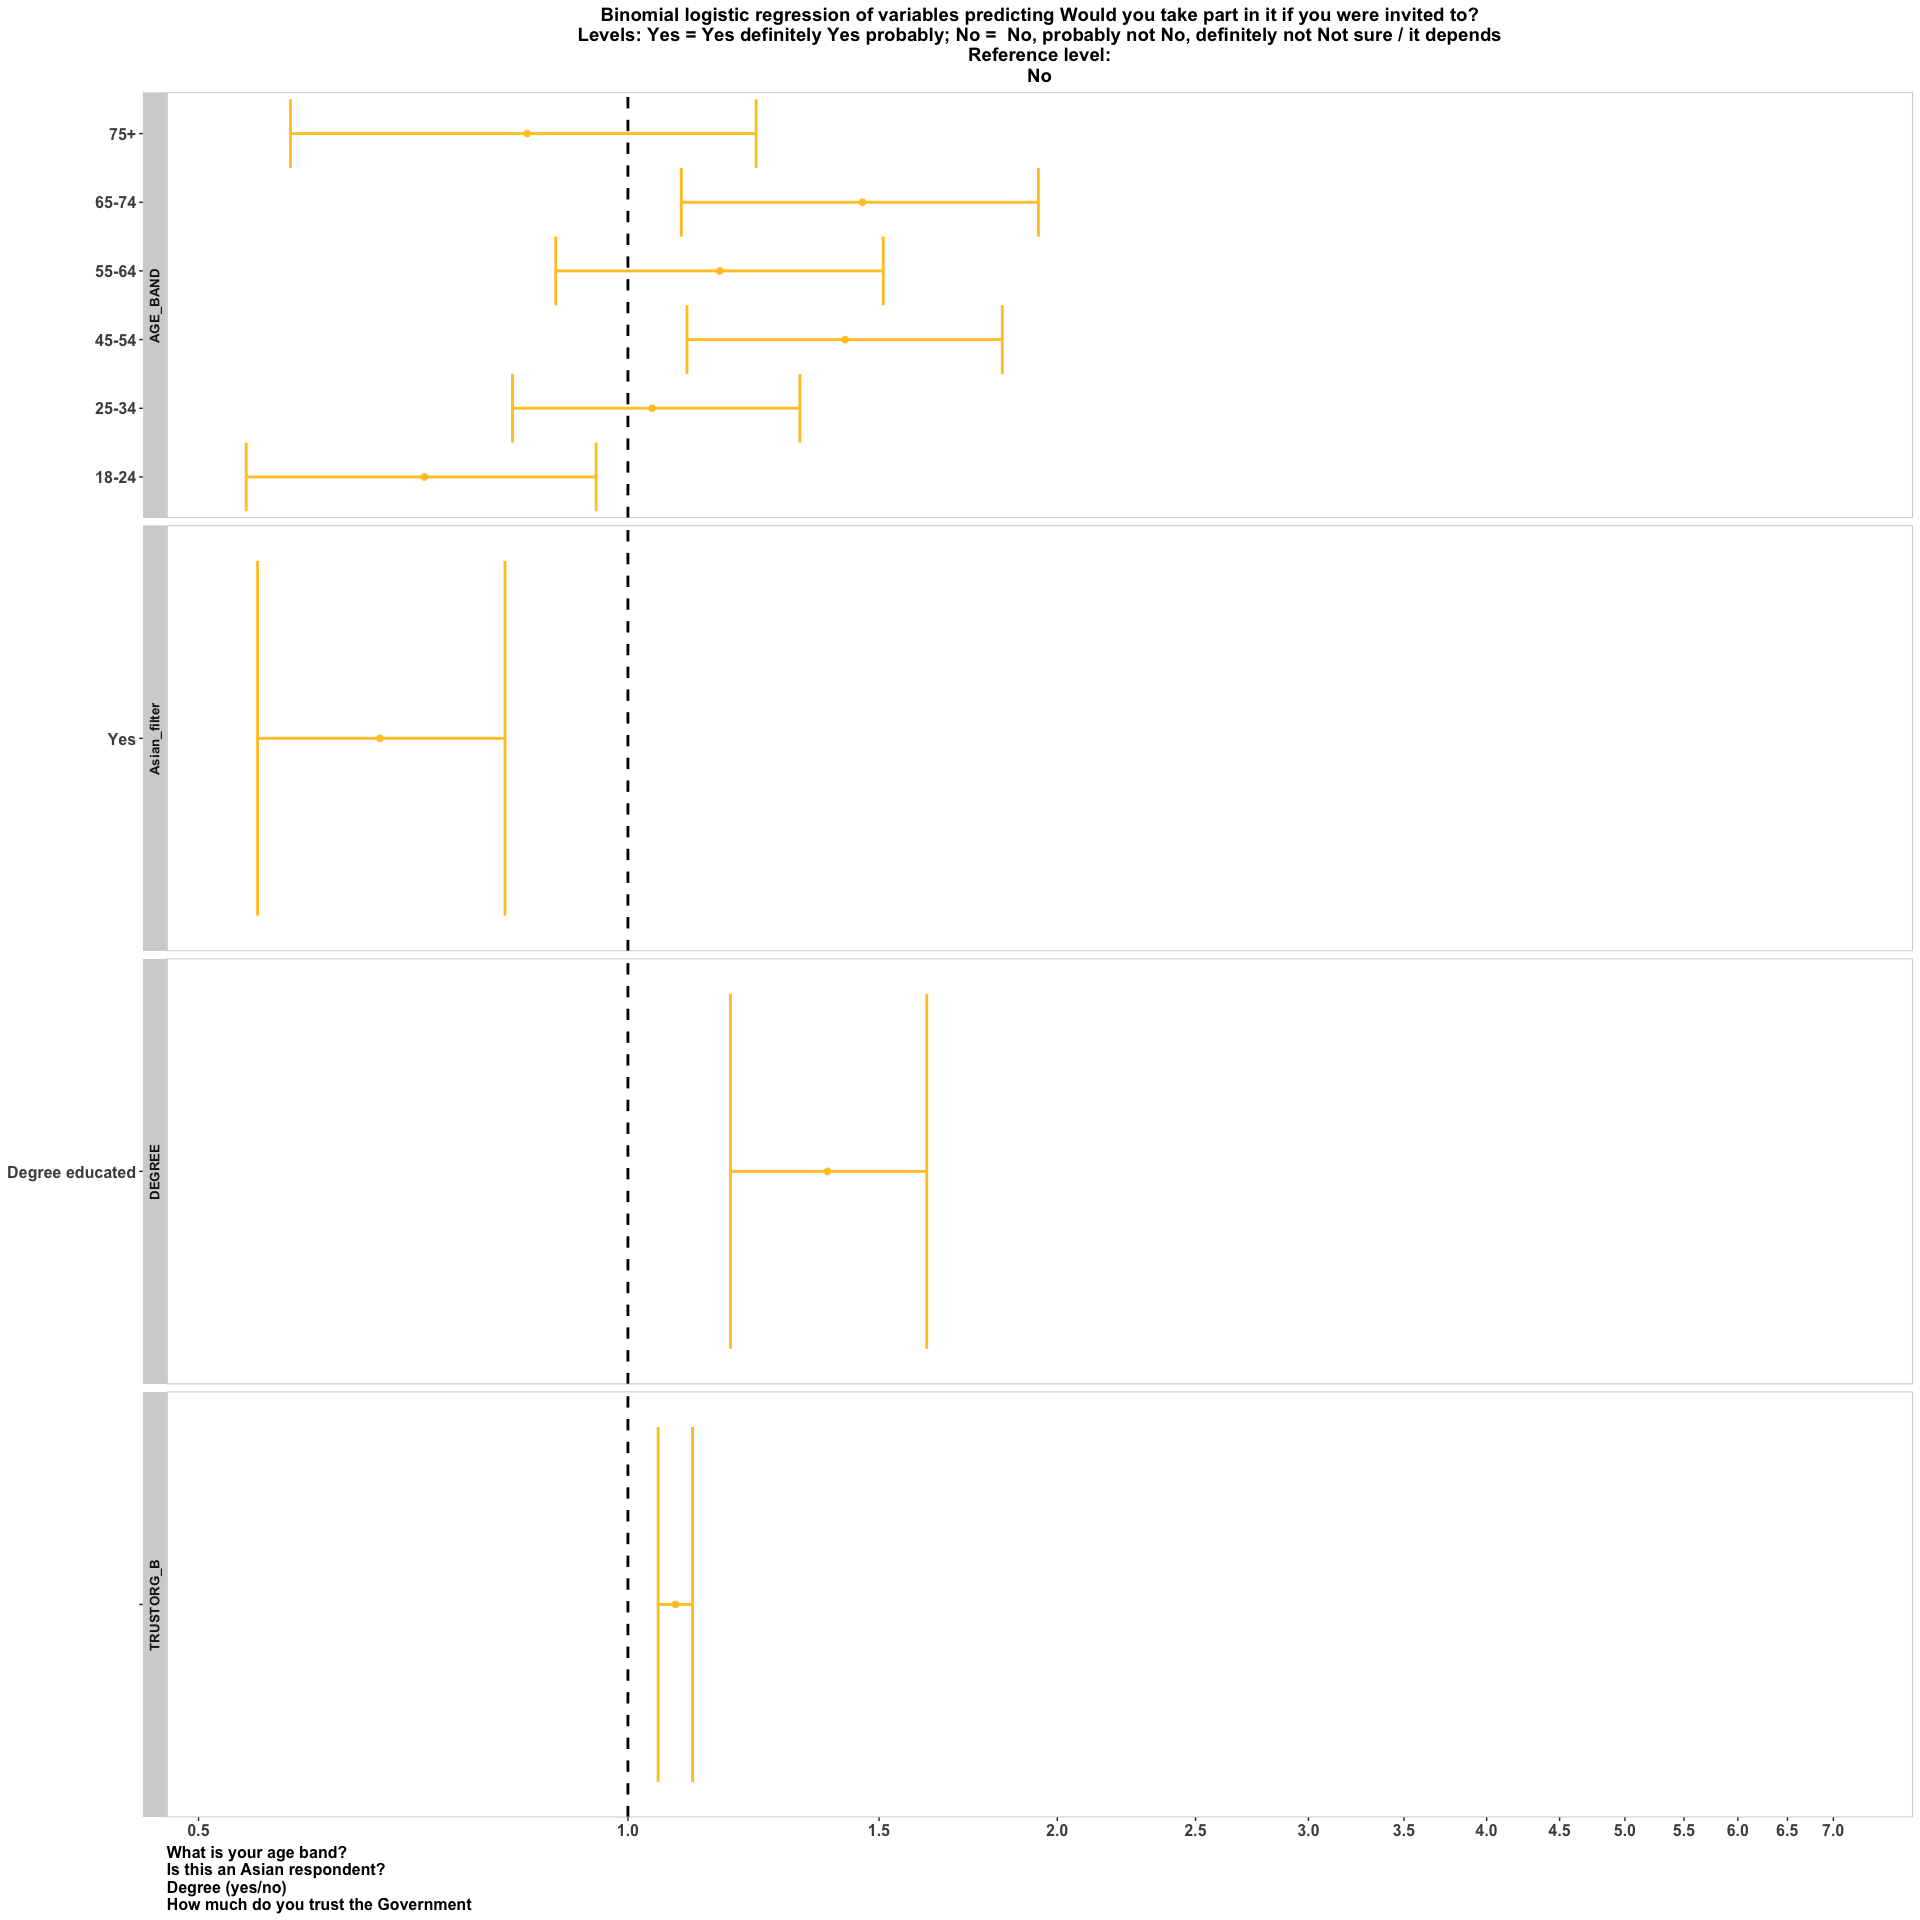 Binomial logistic regression of variables predicting Would you take part in it if you were invited to?
Levels: Yes = Yes definitely Yes probably; No =  No, probably not No, definitely not Not sure / it depends
Reference level:
No
AGE_BAND
75+
65-74
55-64
45-54
25-34
18-24
Asian_filter
Yes
DEGREE
Degree educated
TRUSTORG_B
0.5 1.0 1.5 2.0 2.5 3.0 3.5 4.0 4.5 5.0 5.5 6.0 6.5 7.0
What is your age band?
Is this an Asian respondent?
Degree (yes/no)
How much do you trust the Government